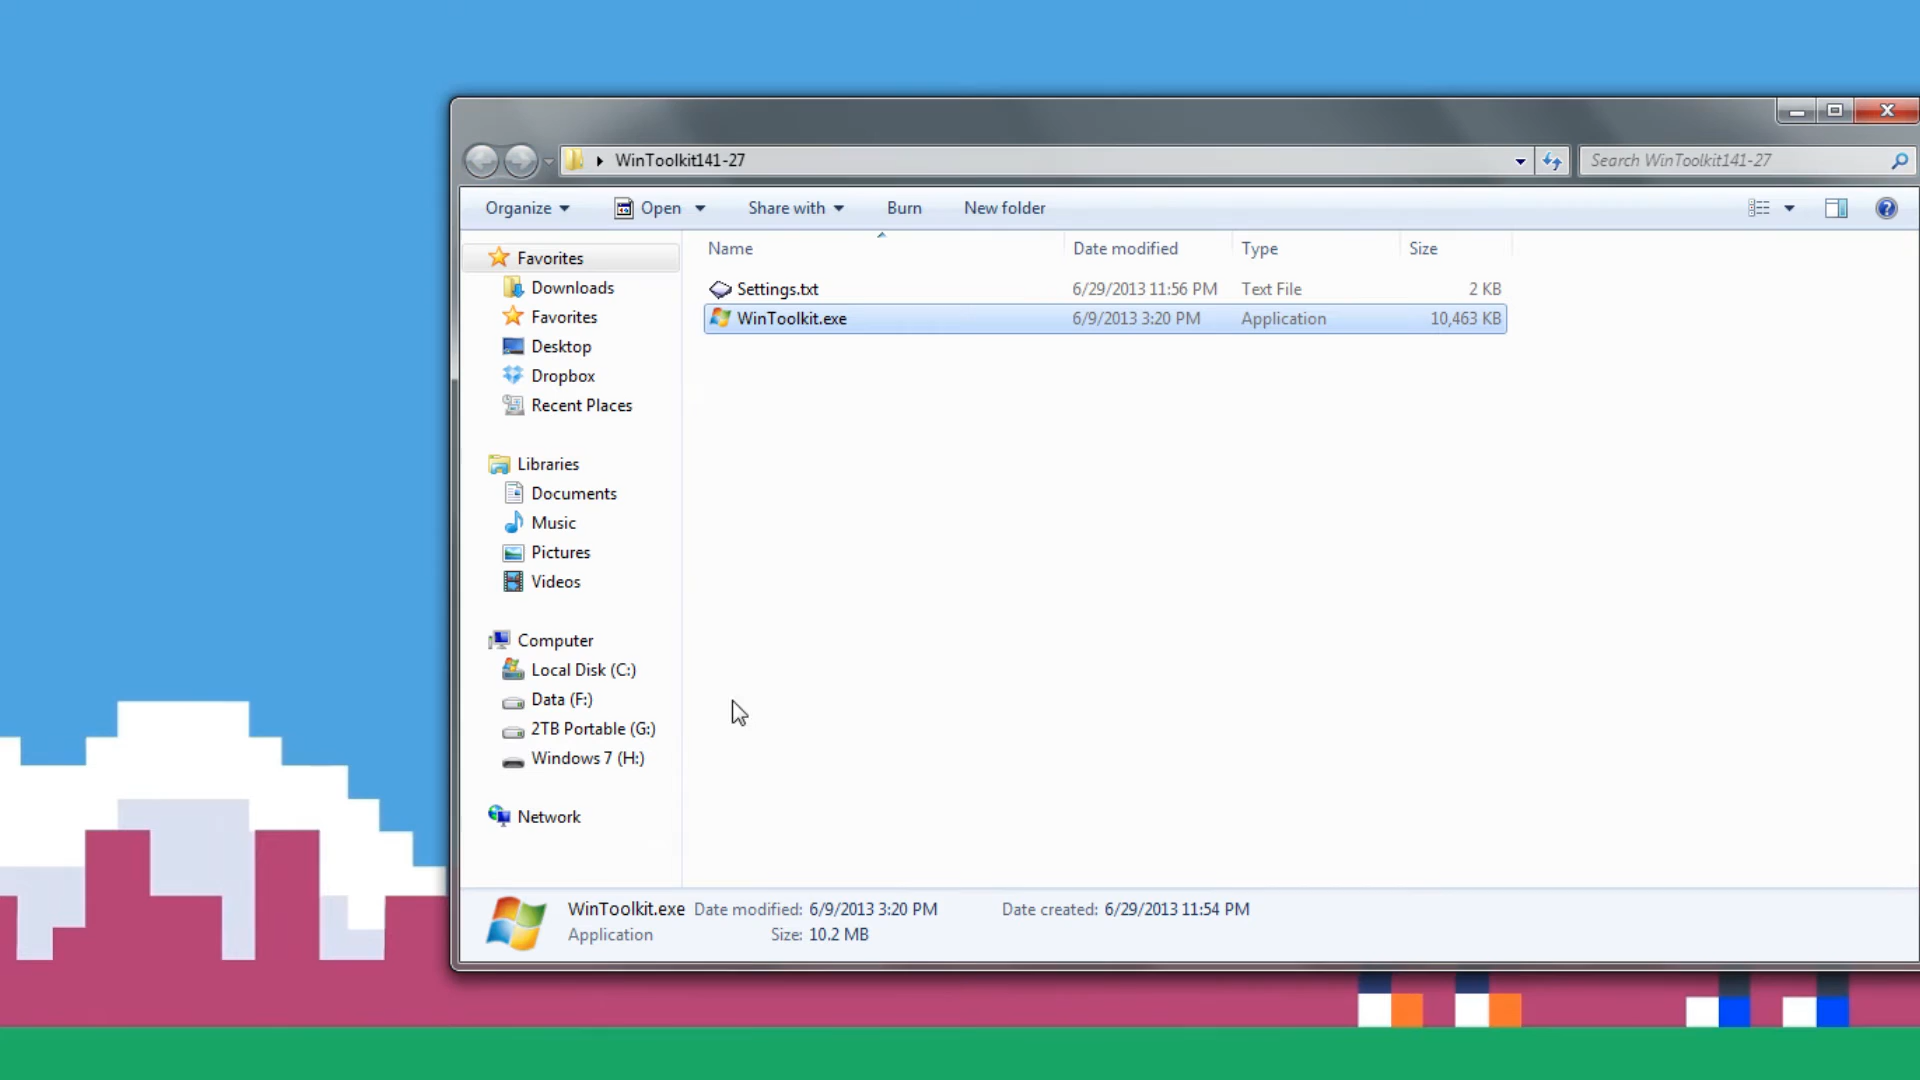 WinToolkit141-27
Search WinToolkit141-27
Organize Open Share with Burn New folder
Name Date modified Type Size
Settings.txt 6/29/2013 11:56 PM Text File 2 KB
WinToolkit.exe 6/9/2013 3:20 PM Application 10,463 KB
Favorites
Downloads
Favorites
Desktop
Dropbox
Recent Places
Libraries
Documents
Music
Pictures
Videos
Computer
Local Disk (C:)
Data (F:)
2TB Portable (G:)
Windows 7 (H:)
Network
WinToolkit.exe Date modified: 6/9/2013 3:20 PM Date created: 6/29/2013 11:54 PM
Application Size: 10.2 MB